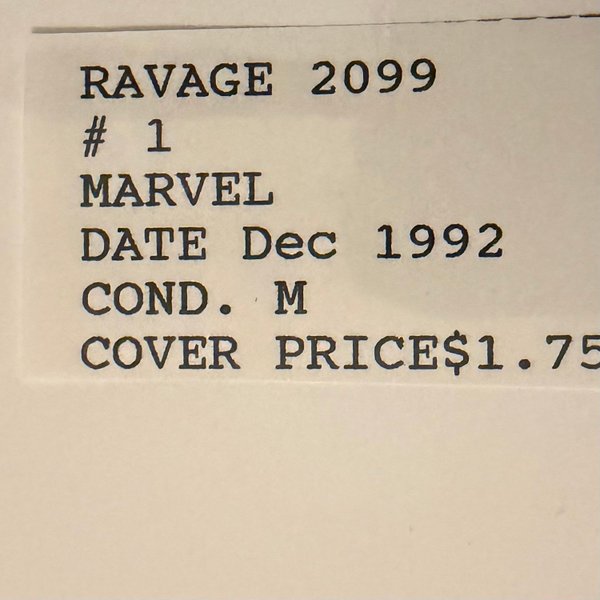 RAVAGE 2099
# 1
MARVEL
DATE Dec 1992
COND. M
COVER PRICE$1.75